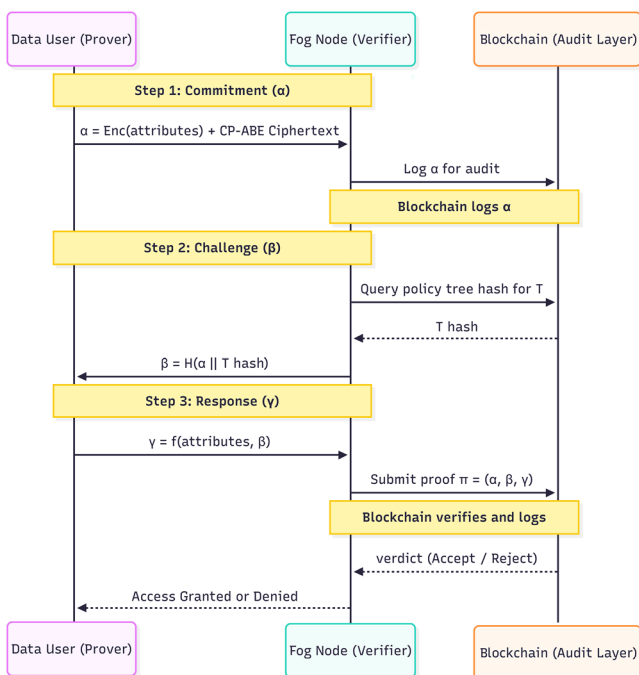 Data User (Prover)
Fog Node (Verifier)
Blockchain (Audit Layer)
Step 1: Commitment (α)
α = Enc(attributes) + CP-ABE Ciphertext
Log α for audit
Blockchain logs α
Step 2: Challenge (β)
Query policy tree hash for T
T hash
β = H(α || T hash)
Step 3: Response (γ)
γ = f(attributes, β)
Submit proof π = (α, β, γ)
Blockchain verifies and logs
verdict (Accept / Reject)
Access Granted or Denied
Data User (Prover)
Fog Node (Verifier)
Blockchain (Audit Layer)